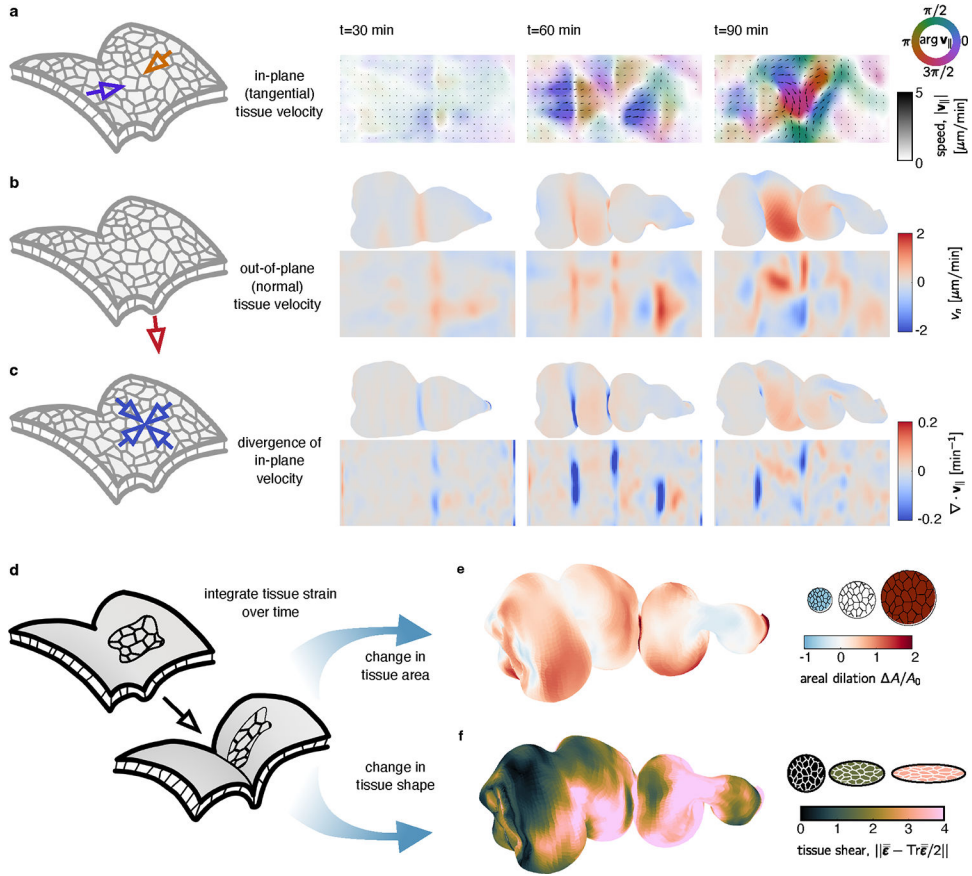 a
t=30 min
t=60 min
t=90 min
π/2
π
arg v∥
0
3π/2
in-plane
(tangential)
tissue velocity
5
0
speed, |v∥|
[μm/min]
b
out-of-plane
(normal)
tissue velocity
2
0
-2
vn [μm/min]
c
divergence of
in-plane
velocity
0.2
0
-0.2
∇ · v∥ [min⁻¹]
d
integrate tissue strain
over time
change in
tissue area
change in
tissue shape
e
-1 0 1 2
areal dilation ΔA/A₀
f
0 1 2 3 4
tissue shear, ||ε̄ − Trε̄/2||